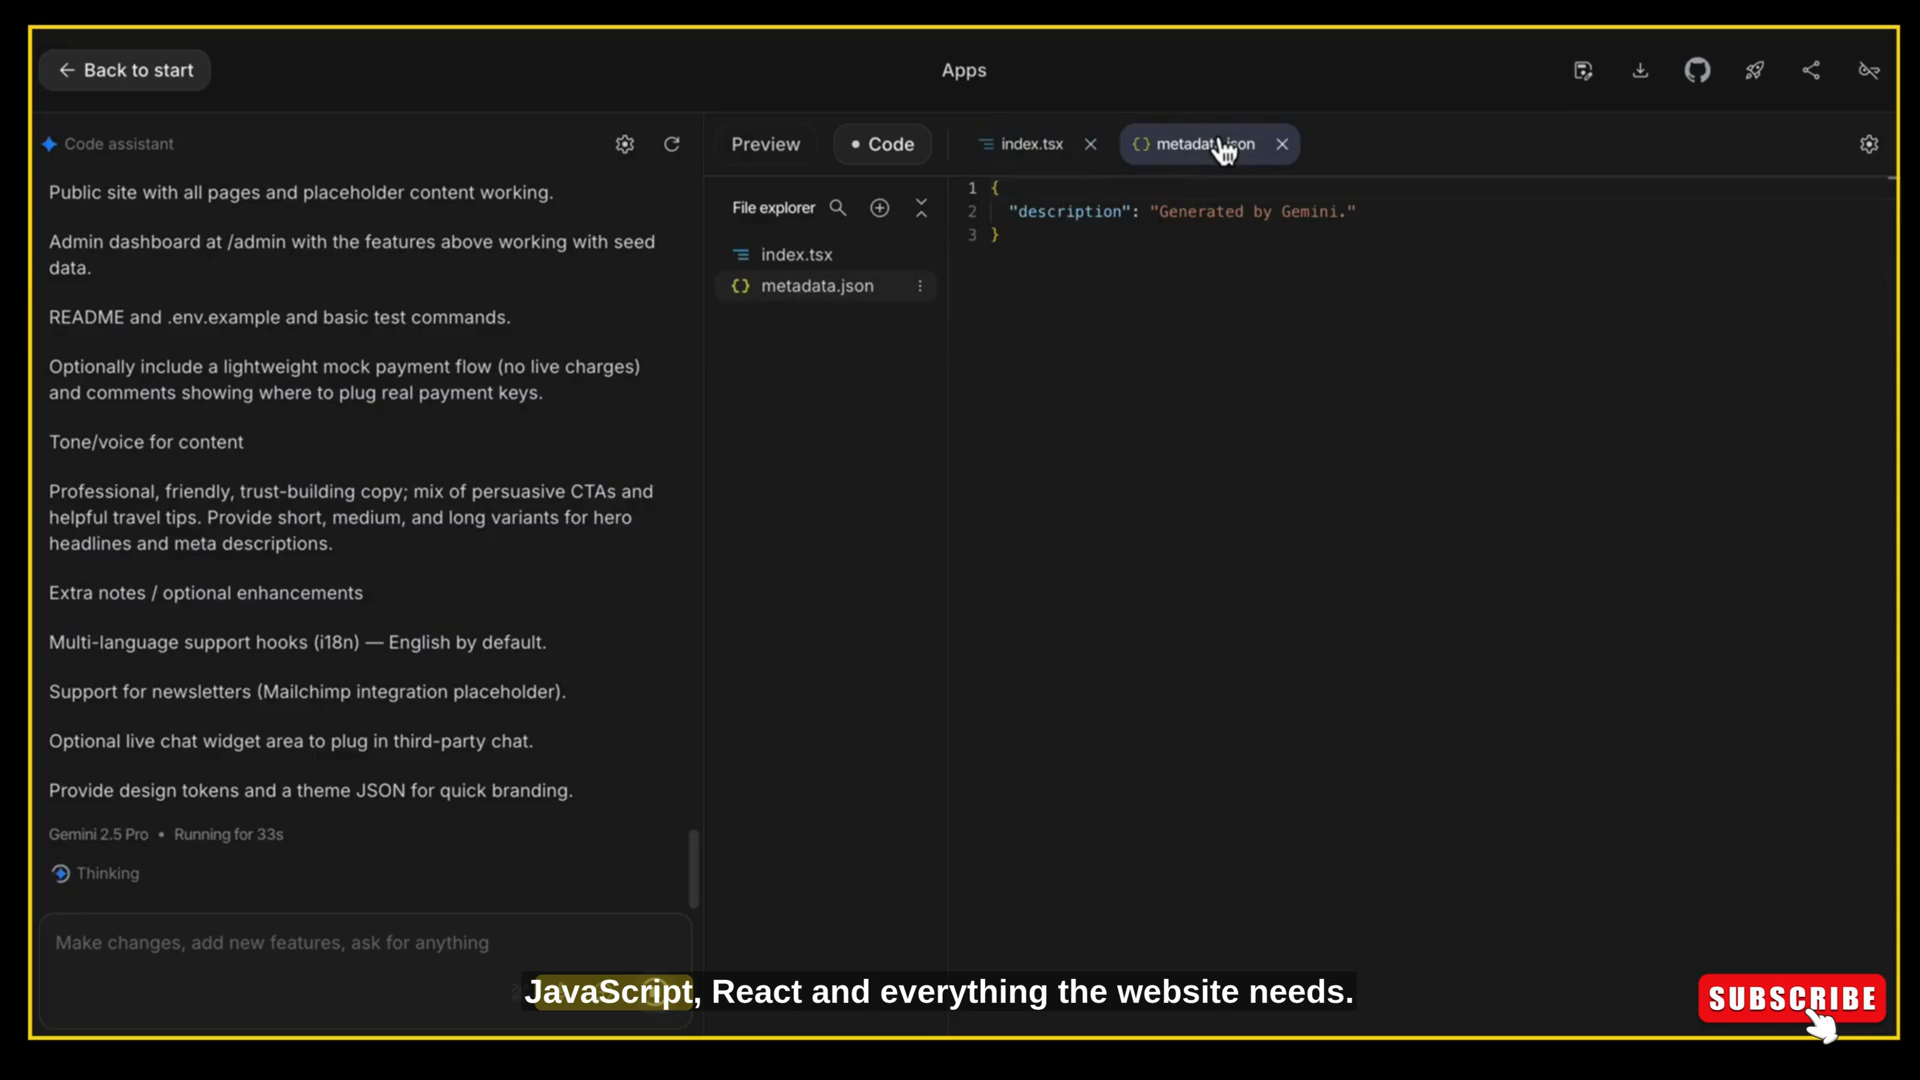 Back to start
Apps
Code assistant
Preview
Code
index.tsx
metadata.json
Public site with all pages and placeholder content working.
Admin dashboard at /admin with the features above working with seed
data.
README and .env.example and basic test commands.
Optionally include a lightweight mock payment flow (no live charges)
and comments showing where to plug real payment keys.
Tone/voice for content
Professional, friendly, trust-building copy; mix of persuasive CTAs and
helpful travel tips. Provide short, medium, and long variants for hero
headlines and meta descriptions.
Extra notes / optional enhancements
Multi-language support hooks (i18n) — English by default.
Support for newsletters (Mailchimp integration placeholder).
Optional live chat widget area to plug in third-party chat.
Provide design tokens and a theme JSON for quick branding.
Gemini 2.5 Pro • Running for 33s
Thinking
Make changes, add new features, ask for anything
File explorer
index.tsx
metadata.json
1 {
2 "description": "Generated by Gemini."
3 }
JavaScript, React and everything the website needs.
SUBSCRIBE